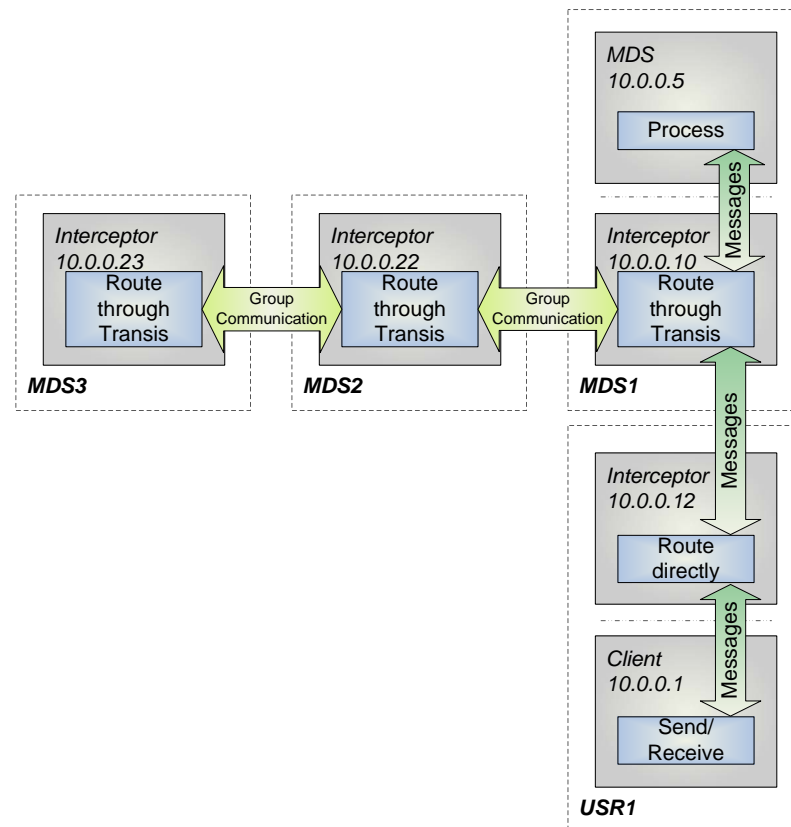 MDS
10.0.0.5
Process
Messages
Interceptor
10.0.0.23
Route
through
Transis
Group
Communication
Interceptor
10.0.0.22
Route
through
Transis
Group
Communication
Interceptor
10.0.0.10
Route
through
Transis
MDS3
MDS2
MDS1
Messages
Interceptor
10.0.0.12
Route
directly
Messages
Client
10.0.0.1
Send/
Receive
USR1